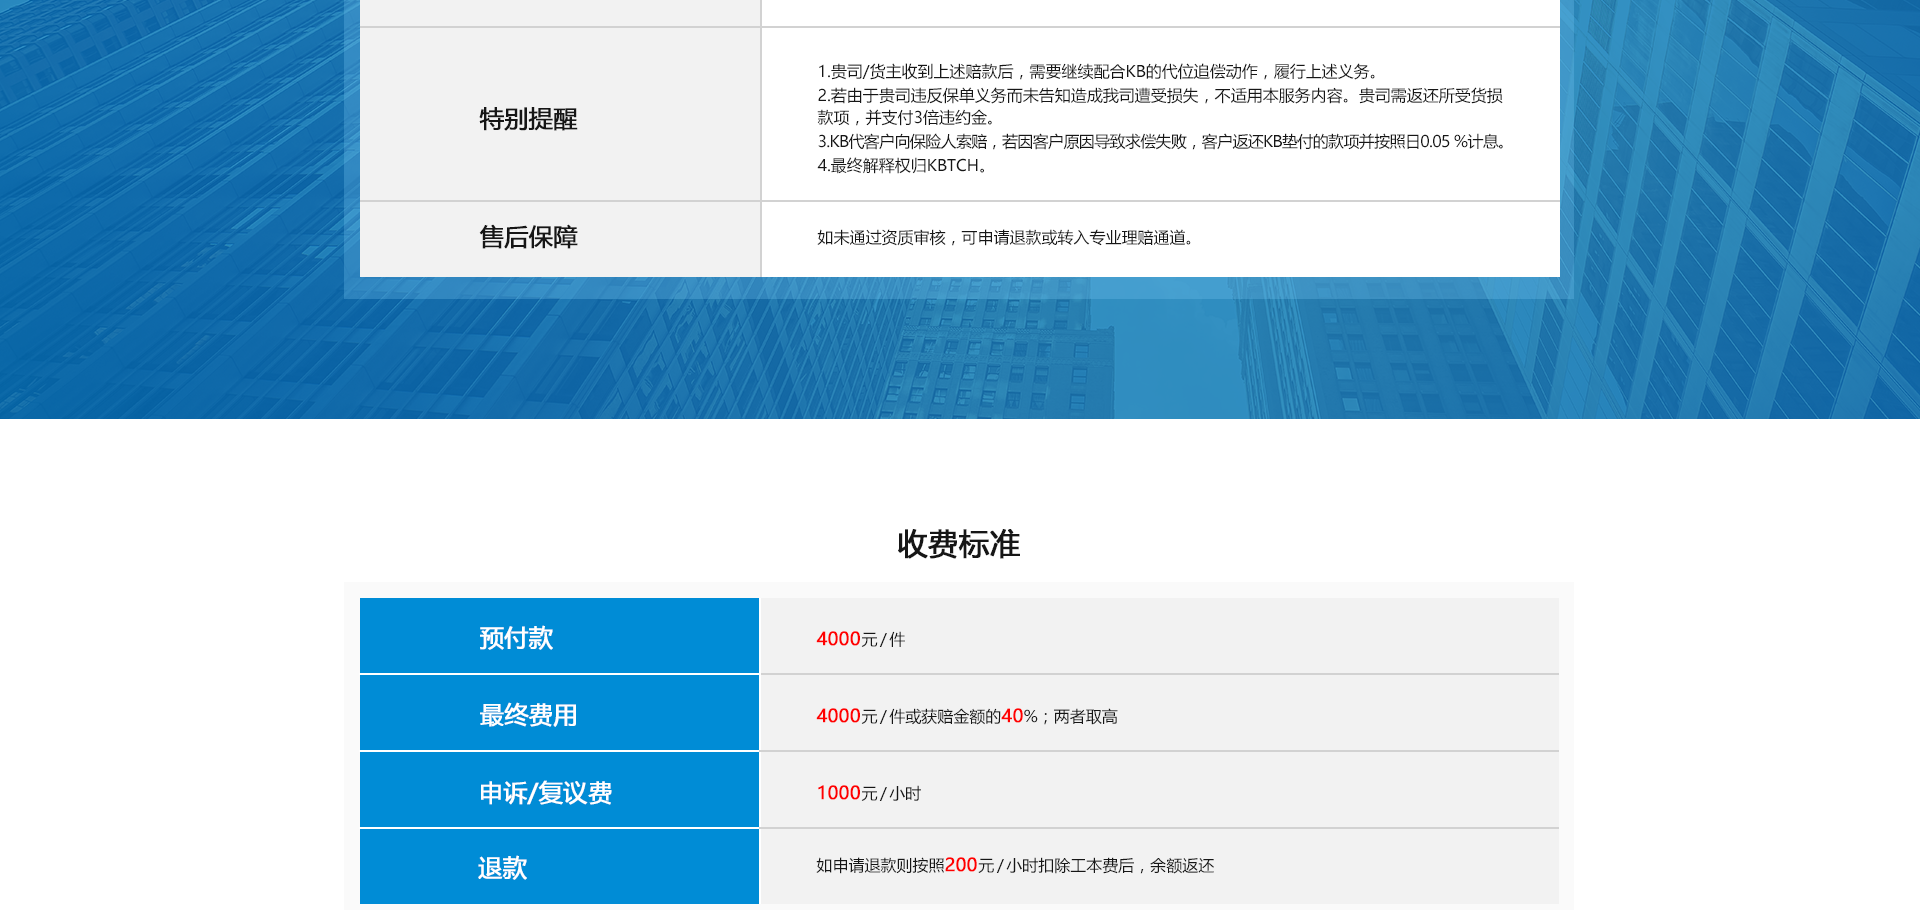 特别提醒
1.贵司/货主收到上述赔款后，需要继续配合KB的代位追偿动作，履行上述义务。
2.若由于贵司违反保单义务而未告知造成我司遭受损失，不适用本服务内容。贵司需返还所受货损
款项，并支付3倍违约金。
3.KB代客户向保险人索赔，若因客户原因导致求偿失败，客户返还KB垫付的款项并按照日0.05 %计息。
4.最终解释权归KBTCH。
售后保障
如未通过资质审核，可申请退款或转入专业理赔通道。
收费标准
预付款
4000元/件
最终费用
4000元/件或获赔金额的40%；两者取高
申诉/复议费
1000元/小时
退款
如申请退款则按照200元/小时扣除工本费后，余额返还